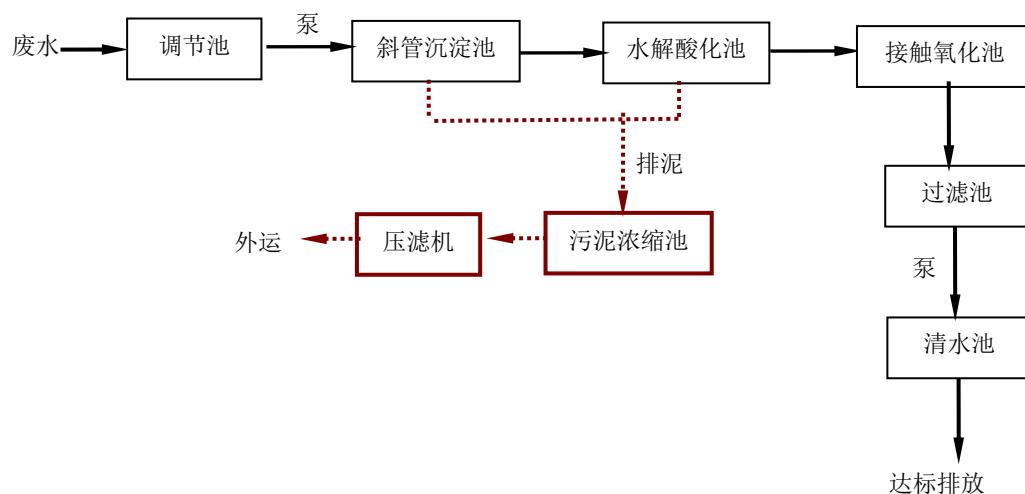 废水
调节池
泵
斜管沉淀池
水解酸化池
接触氧化池
排泥
过滤池
外运
压滤机
污泥浓缩池
泵
清水池
达标排放